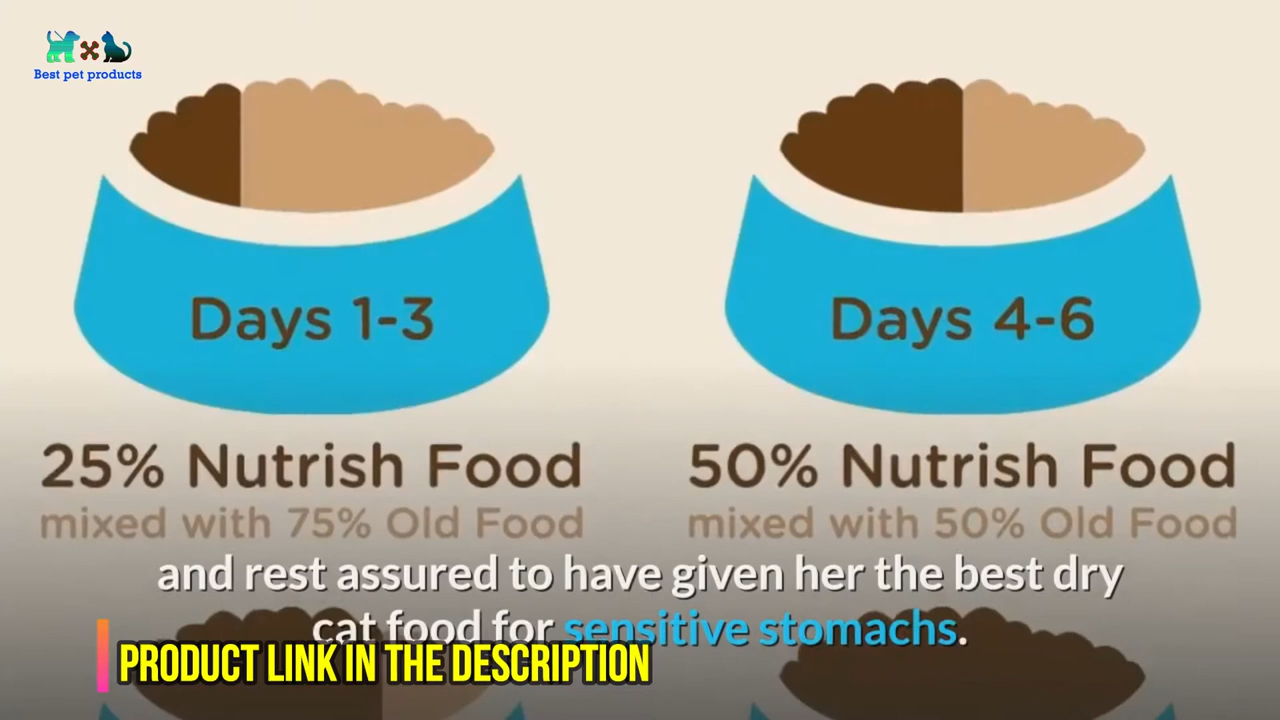 Best pet products
Days 1-3
Days 4-6
25% Nutrish Food
50% Nutrish Food
mixed with 75% Old Food
mixed with 50% Old Food
and rest assured to have given her the best dry
cat food for sensitive stomachs.
PRODUCT LINK IN THE DESCRIPTION